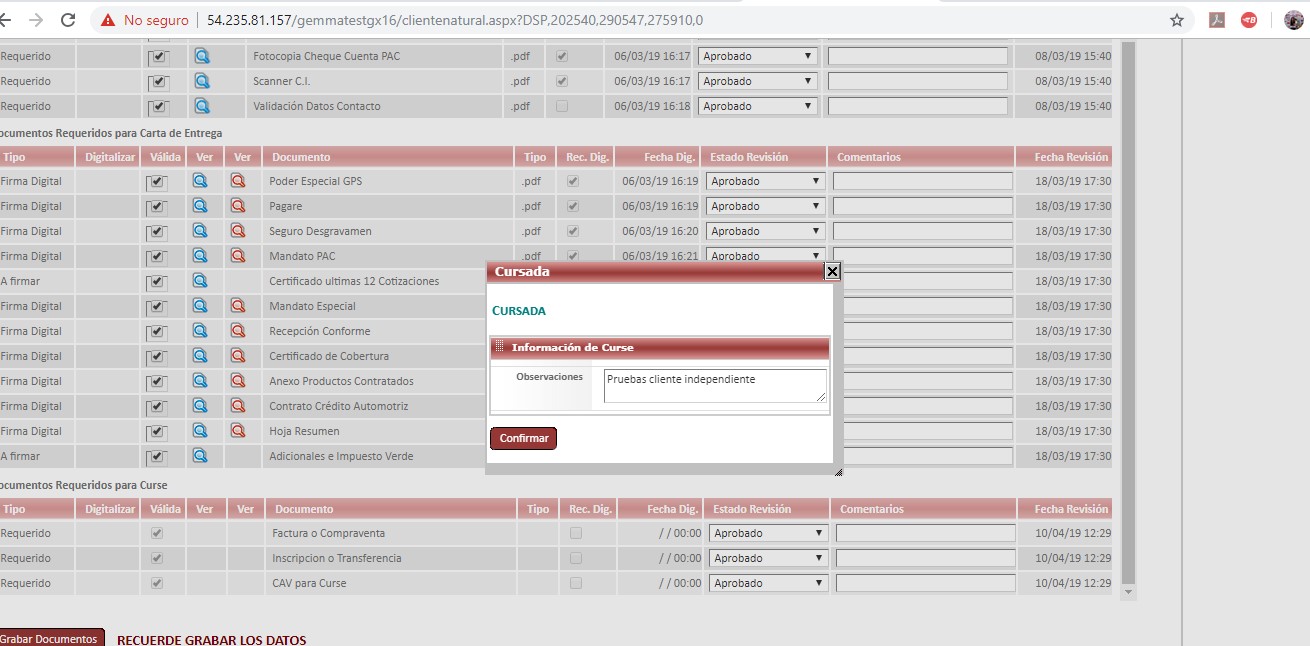 No seguro 54.235.81.157/gemmatestgx16/clientenatural.aspx?DSP,202540,290547,275910,0
Requerido Fotocopia Cheque Cuenta PAC .pdf 06/03/19 16:17 Aprobado 08/03/19 15:40
Requerido Scanner C.I. .pdf 06/03/19 16:17 Aprobado 08/03/19 15:40
Requerido Validación Datos Contacto .pdf 06/03/19 16:18 Aprobado 08/03/19 15:40
ocumentos Requeridos para Carta de Entrega
Tipo Digitalizar Válida Ver Ver Documento Tipo Rec. Dig. Fecha Dig. Estado Revisión Comentarios Fecha Revisión
Firma Digital Poder Especial GPS .pdf 06/03/19 16:19 Aprobado 18/03/19 17:30
Firma Digital Pagare .pdf 06/03/19 16:19 Aprobado 18/03/19 17:30
Firma Digital Seguro Desgravamen .pdf 06/03/19 16:20 Aprobado 18/03/19 17:30
Firma Digital Mandato PAC .pdf 06/03/19 16:21 Aprobado 18/03/19 17:30
A firmar Certificado ultimas 12 Cotizaciones 18/03/19 17:30
Firma Digital Mandato Especial 18/03/19 17:30
Firma Digital Recepción Conforme 18/03/19 17:30
Firma Digital Certificado de Cobertura 18/03/19 17:30
Firma Digital Anexo Productos Contratados 18/03/19 17:30
Firma Digital Contrato Crédito Automotriz 18/03/19 17:30
Firma Digital Hoja Resumen 18/03/19 17:30
A firmar Adicionales e Impuesto Verde 18/03/19 17:30
Cursada
CURSADA
Información de Curse
Observaciones Pruebas cliente independiente
Confirmar
ocumentos Requeridos para Curse
Tipo Digitalizar Válida Ver Ver Documento Tipo Rec. Dig. Fecha Dig. Estado Revisión Comentarios Fecha Revisión
Requerido Factura o Compraventa / / 00:00 Aprobado 10/04/19 12:29
Requerido Inscripcion o Transferencia / / 00:00 Aprobado 10/04/19 12:29
Requerido CAV para Curse / / 00:00 Aprobado 10/04/19 12:29
Grabar Documentos RECUERDE GRABAR LOS DATOS